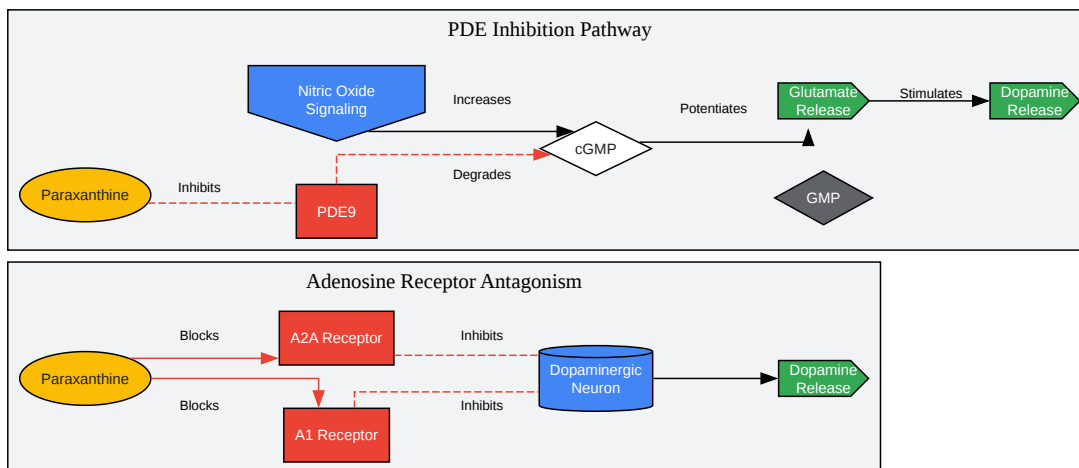 PDE Inhibition Pathway
Nitric Oxide
Signaling
Increases
Potentiates
Glutamate
Release
Stimulates
Dopamine
Release
cGMP
Degrades
Paraxanthine
Inhibits
PDE9
GMP
Adenosine Receptor Antagonism
Blocks
A2A Receptor
Inhibits
Paraxanthine
Dopaminergic
Neuron
Dopamine
Release
Blocks
A1 Receptor
Inhibits